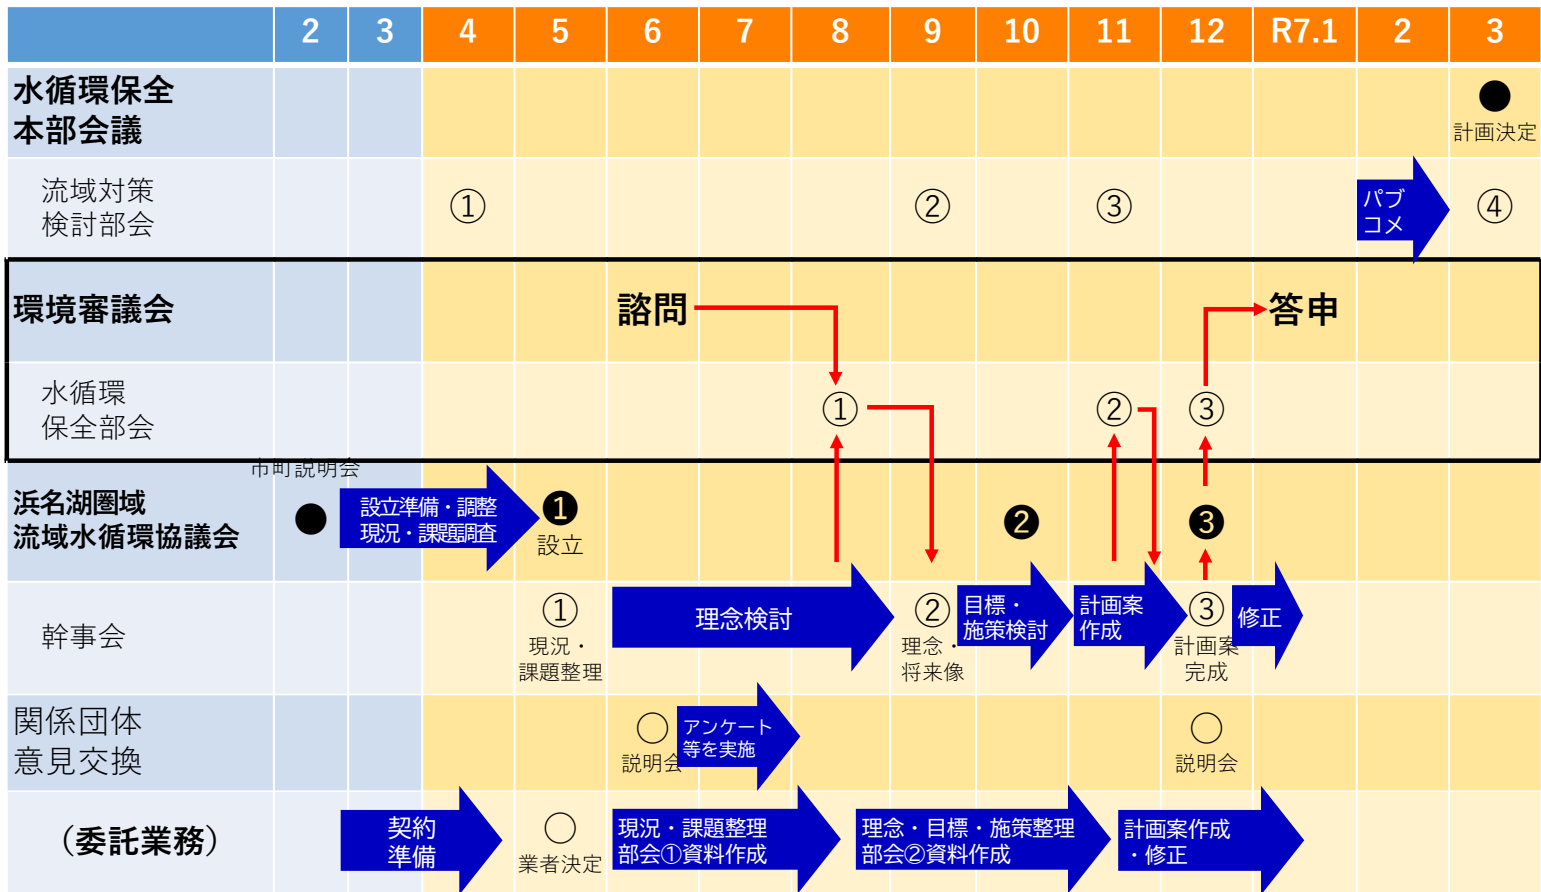 2 3 4 5 6 7 8 9 10 11 12 R7.1 2 3
水循環保全
本部会議
●
計画決定
流域対策
検討部会
① ② ③
パブ
コメ
④
環境審議会
諮問
答申
水循環
保全部会
① ② ③
市町説明会
浜名湖圏域
流域水循環協議会
●
設立準備・調整
現況・課題調査
❶
設立
❷
❸
幹事会
①
現況・
課題整理
理念検討
②
理念・
将来像
目標・
施策検討
計画案
作成
③
計画案
完成
修正
関係団体
意見交換
○
説明会
アンケート
等を実施
○
説明会
（委託業務）
契約
準備
○
業者決定
現況・課題整理
部会①資料作成
理念・目標・施策整理
部会②資料作成
計画案作成
・修正